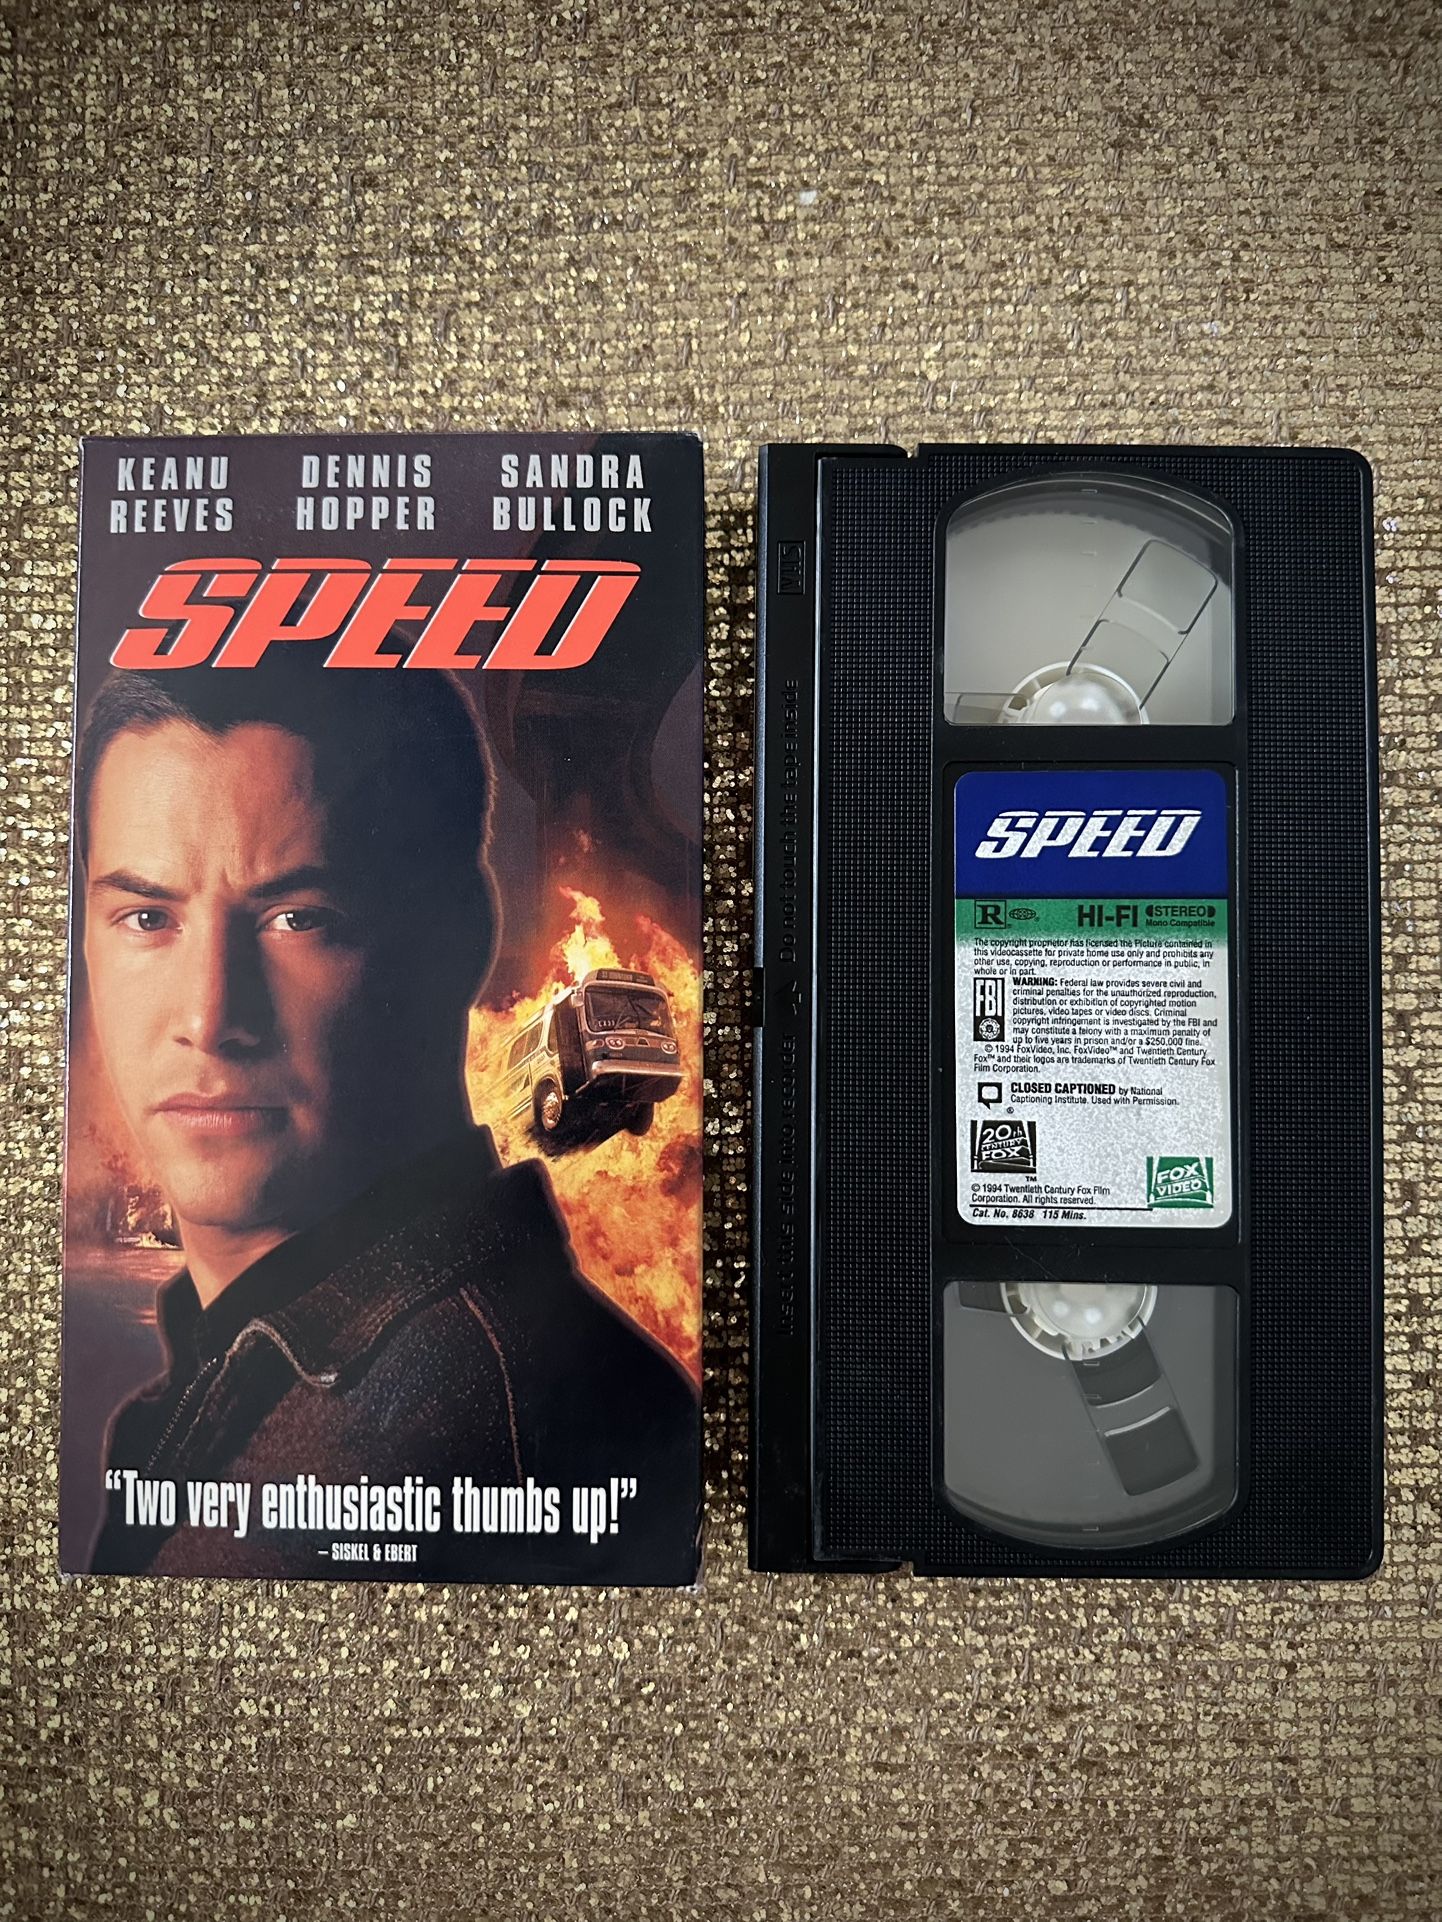 KEANU DENNIS SANDRA
REEVES HOPPER BULLOCK
SPEED
“Two very enthusiastic thumbs up!”
– SISKEL & EBERT
VHS
Do not touch the tape inside
Insert this side into recorder
SPEED
R HI-FI STEREO
Mono Compatible
The copyright proprietor has licensed the Picture contained in
this videocassette for private home use only and prohibits any
other use, copying, reproduction or performance in public, in
whole or in part.
FBI
WARNING: Federal law provides severe civil and
criminal penalties for the unauthorized reproduction,
distribution or exhibition of copyrighted motion
pictures, video tapes or video discs. Criminal
copyright infringement is investigated by the FBI and
may constitute a felony with a maximum penalty of
up to five years in prison and/or a $250,000 fine.
© 1994 FoxVideo, Inc. FoxVideo™ and Twentieth Century
Fox™ and their logos are trademarks of Twentieth Century Fox
Film Corporation.
CLOSED CAPTIONED by National
Captioning Institute. Used with Permission.
®
20th
CENTURY
FOX
TM
FOX
VIDEO
© 1994 Twentieth Century Fox Film
Corporation. All rights reserved.
Cat. No. 8638 115 Mins.